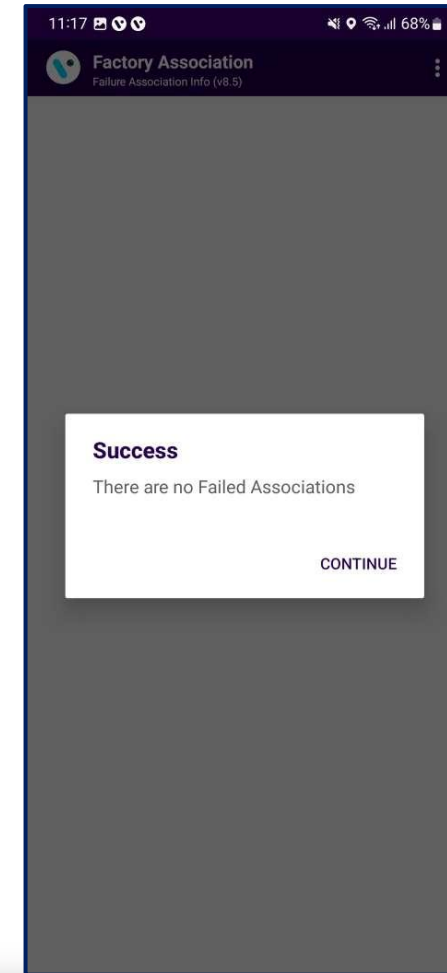 11:17
68%
Factory Association
Failure Association Info (v8.5)
Success
There are no Failed Associations
CONTINUE